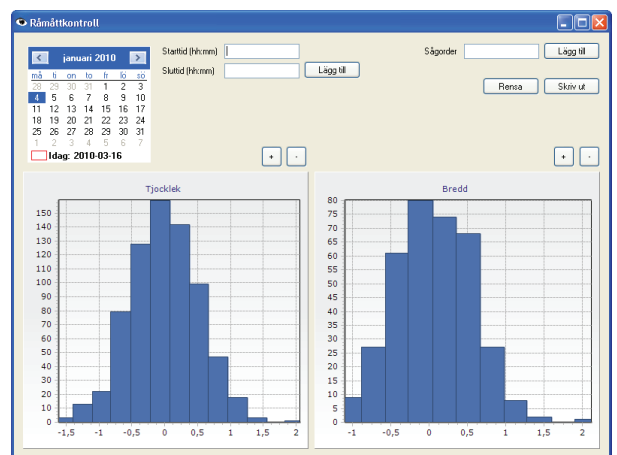 Råmåttkontroll
januari 2010
må ti on to fr lö sö
28 29 30 31 1 2 3
4 5 6 7 8 9 10
11 12 13 14 15 16 17
18 19 20 21 22 23 24
25 26 27 28 29 30 31
1 2 3 4 5 6 7
Idag: 2010-03-16
Starttid (hh:mm)
Sluttid (hh:mm)
Lägg till
Sågorder
Lägg till
Rensa
Skriv ut
+ -
+ -
Tjocklek
150
140
130
120
110
100
90
80
70
60
50
40
30
20
10
0
-1,5 -1 -0,5 0 0,5 1 1,5 2
Bredd
80
75
70
65
60
55
50
45
40
35
30
25
20
15
10
5
0
-1 -0,5 0 0,5 1 1,5 2